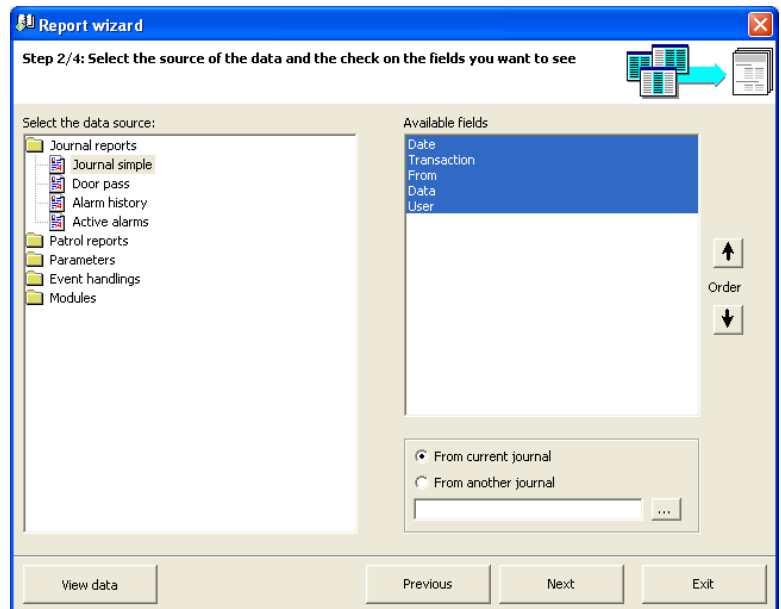 Report wizard
Step 2/4: Select the source of the data and the check on the fields you want to see
Select the data source:
Journal reports
Journal simple
Door pass
Alarm history
Active alarms
Patrol reports
Parameters
Event handlings
Modules
Available fields
Date
Transaction
From
Data
User
Order
From current journal
From another journal
...
View data
Previous
Next
Exit